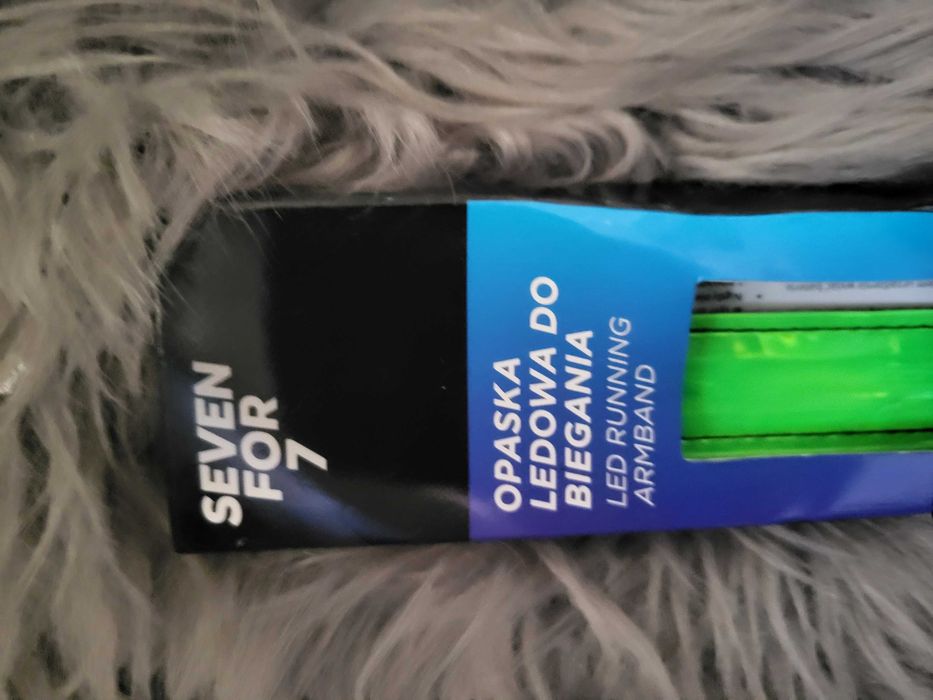 SEVEN
FOR
7
OPASKA
LEDOWA DO
BIEGANIA
LED RUNNING
ARMBAND